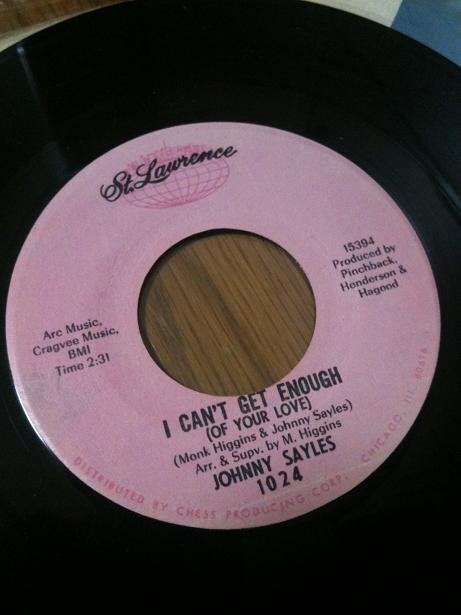 St. Lawrence
15394
Produced by
Pinchback,
Henderson &
Hagood
Arc Music,
Cragvee Music,
BMI
Time 2:31
I CAN'T GET ENOUGH
(OF YOUR LOVE)
(Monk Higgins & Johnny Sayles)
Arr. & Supv. by M. Higgins
JOHNNY SAYLES
1024
DISTRIBUTED BY CHESS PRODUCING CORP. CHICAGO, ILL. 60616